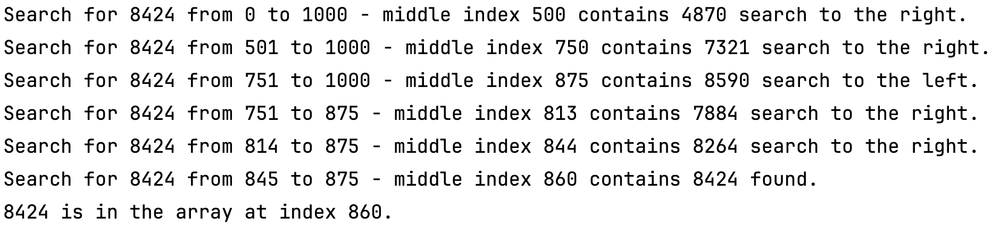 Search for 8424 from 0 to 1000 - middle index 500 contains 4870 search to the right.
Search for 8424 from 501 to 1000 - middle index 750 contains 7321 search to the right.
Search for 8424 from 751 to 1000 - middle index 875 contains 8590 search to the left.
Search for 8424 from 751 to 875 - middle index 813 contains 7884 search to the right.
Search for 8424 from 814 to 875 - middle index 844 contains 8264 search to the right.
Search for 8424 from 845 to 875 - middle index 860 contains 8424 found.
8424 is in the array at index 860.